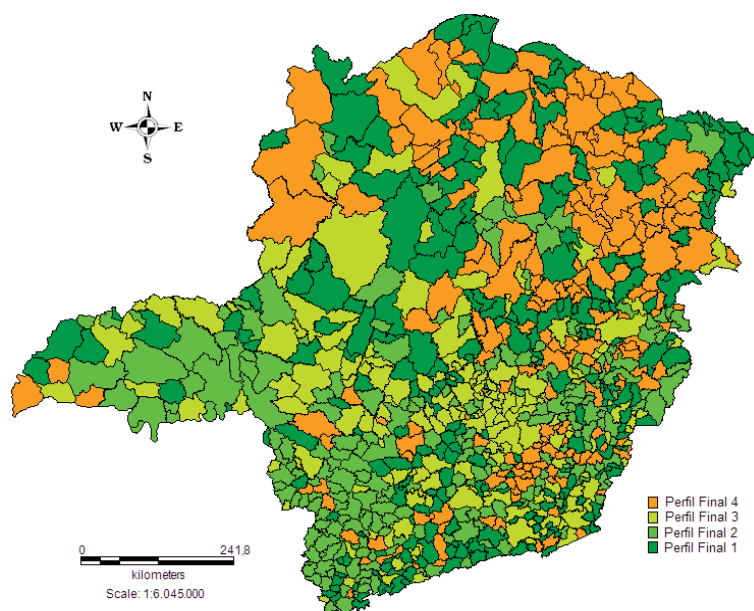 N
W E
S
Perfil Final 4
Perfil Final 3
Perfil Final 2
Perfil Final 1
0 241,8
kilometers
Scale: 1:6.045.000